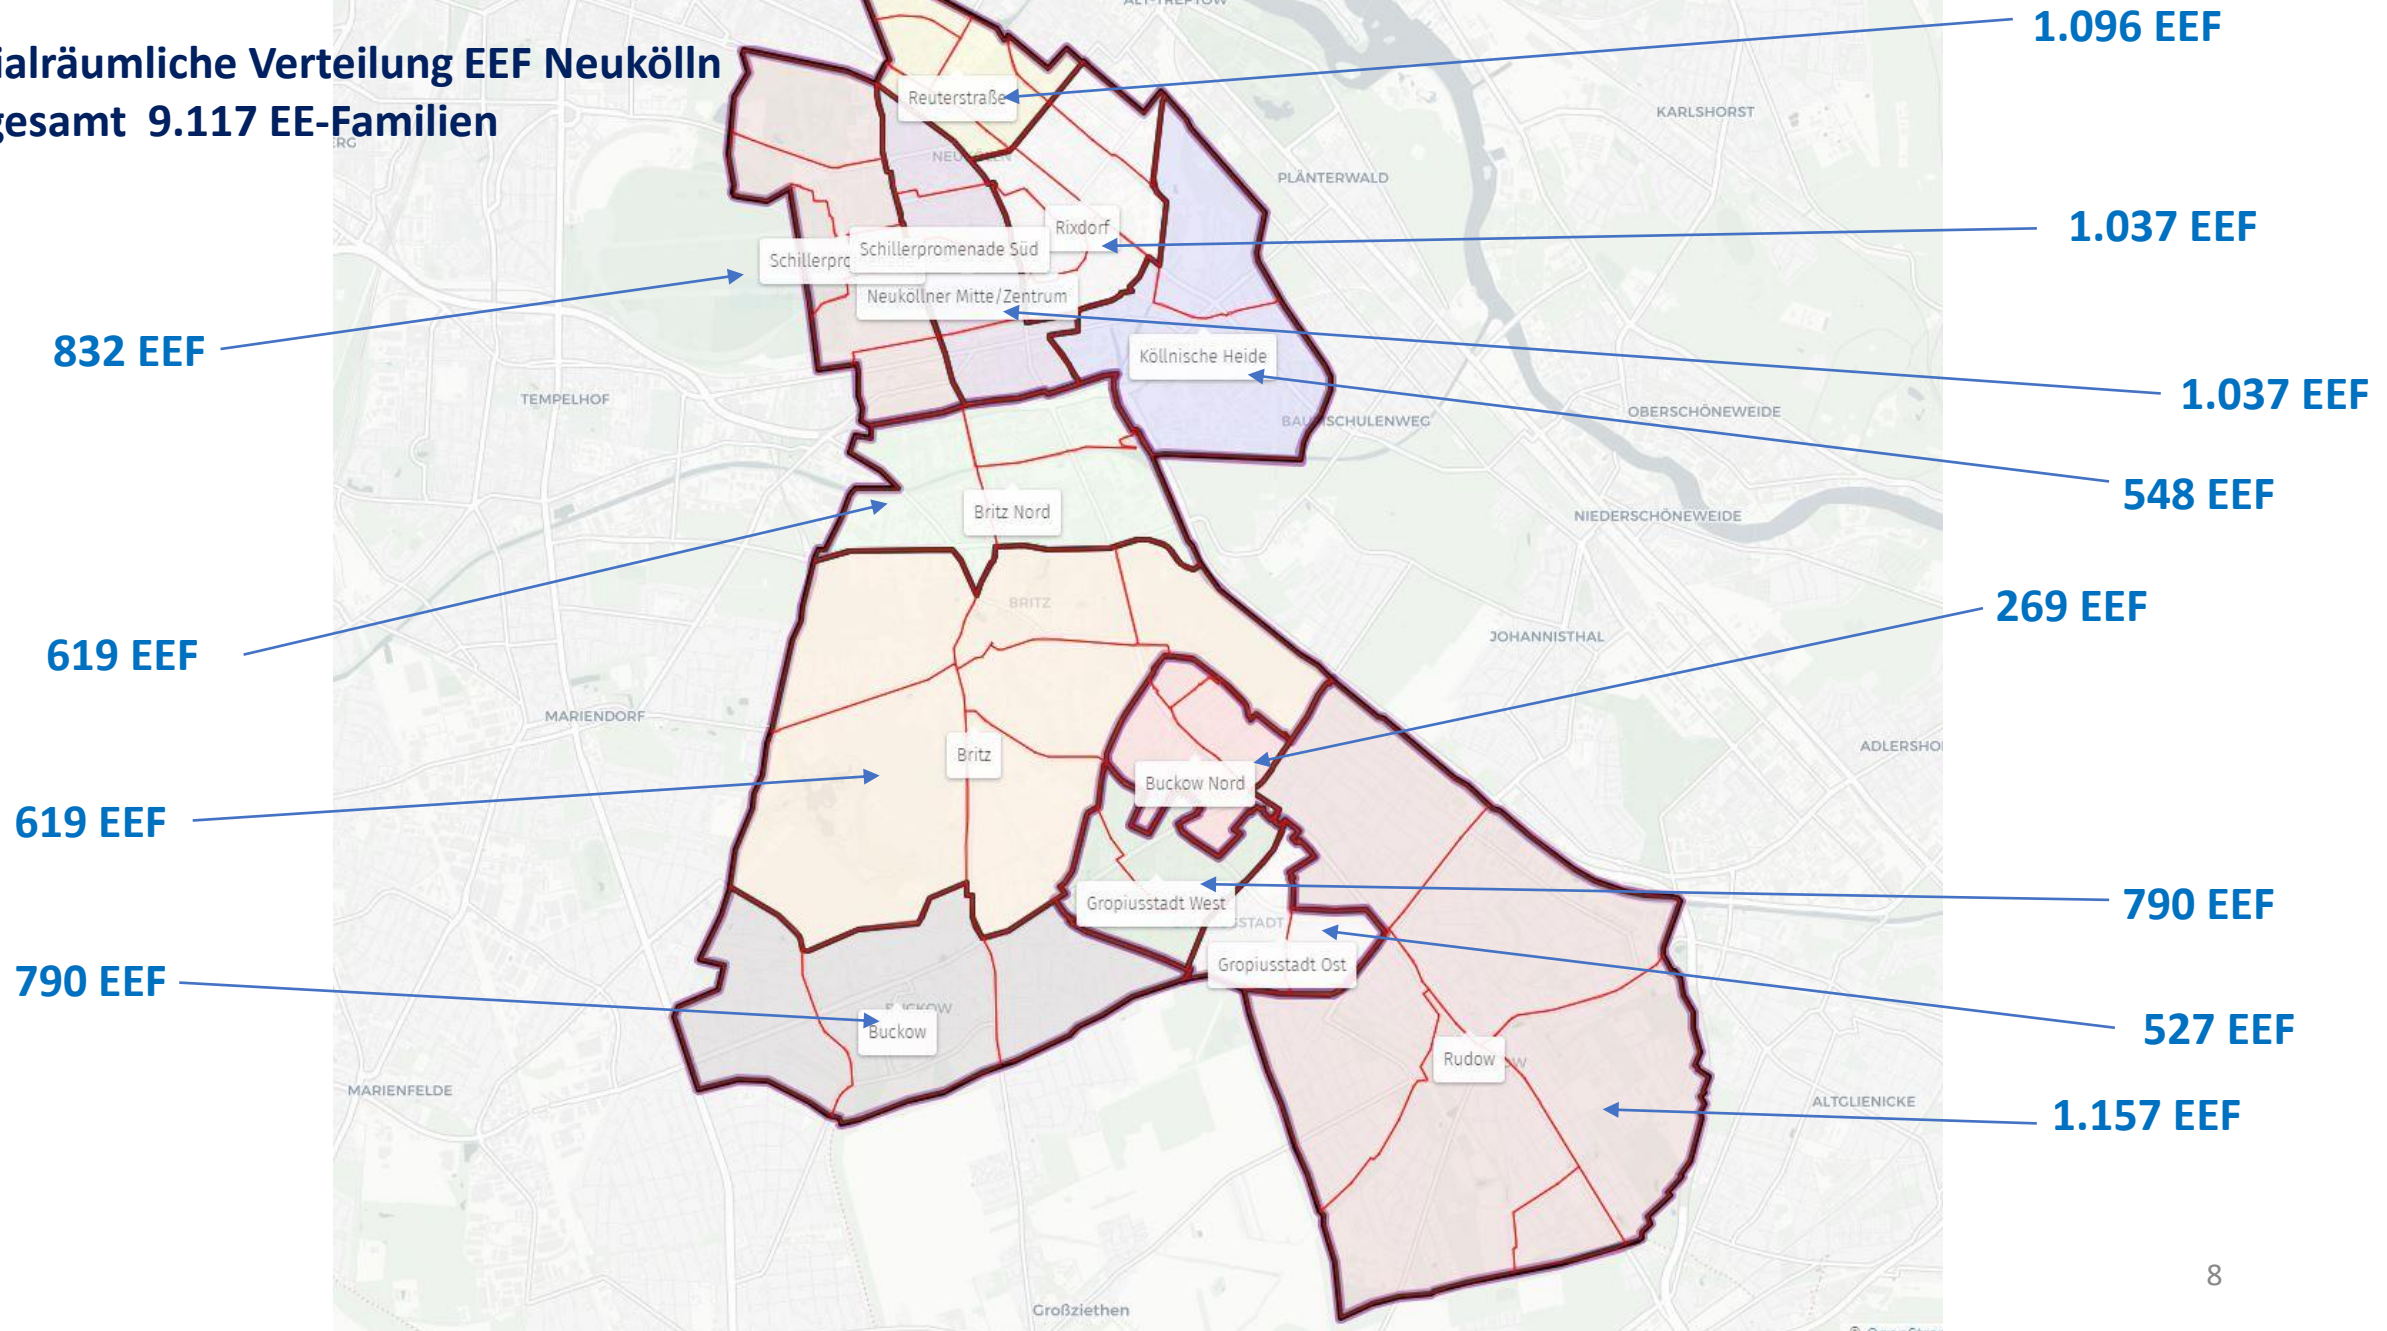 ialräumliche Verteilung EEF Neukölln
gesamt 9.117 EE-Familien
1.096 EEF
Reuterstraße
KARLSHORST
PLÄNTERWALD
Rixdorf
1.037 EEF
Schillerpromenade Süd
Schillerpro
Neuköllner Mitte/Zentrum
832 EEF
Köllnische Heide
1.037 EEF
TEMPELHOF
OBERSCHÖNEWEIDE
BAUMSCHULENWEG
548 EEF
Britz Nord
NIEDERSCHÖNEWEIDE
BRITZ
269 EEF
JOHANNISTHAL
619 EEF
MARIENDORF
ADLERSHO
Britz
Buckow Nord
619 EEF
Gropiusstadt West
790 EEF
SSTADT
Gropiusstadt Ost
790 EEF
BUCKOW
Buckow
527 EEF
Rudow
W
MARIENFELDE
ALTGLIENICKE
1.157 EEF
8
Großziethen